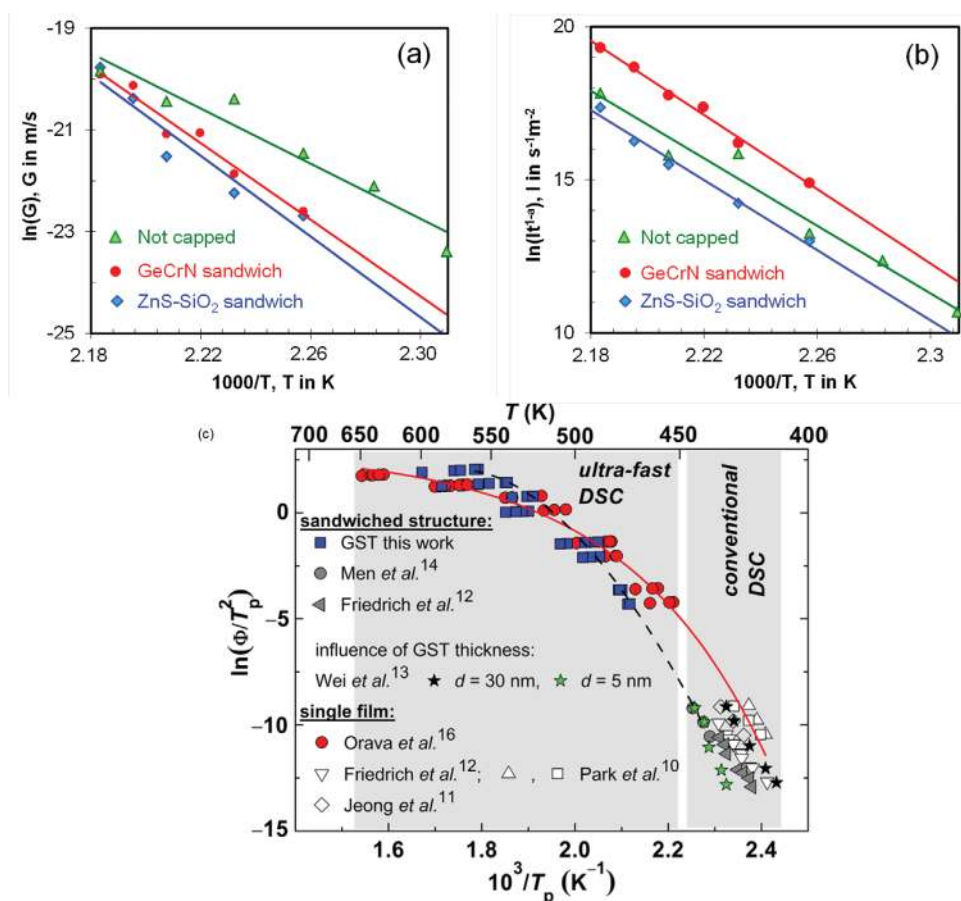 (a)
ln(G), G in m/s
-19
-21
-23
-25
Not capped
GeCrN sandwich
ZnS-SiO₂ sandwich
2.18 2.22 2.26 2.30
1000/T, T in K
(b)
ln(It¹⁻ᵃ), I in s⁻¹m⁻²
20
15
10
Not capped
GeCrN sandwich
ZnS-SiO₂ sandwich
2.18 2.22 2.26 2.3
1000/T, T in K
(c)
T (K)
700 650 600 550 500 450 400
ln(Φ/Tₚ²)
0
−5
−10
−15
ultra-fast
DSC
conventional
DSC
sandwiched structure:
GST this work
Men et al.¹⁴
Friedrich et al.¹²
influence of GST thickness:
Wei et al.¹³ ★ d = 30 nm, ★ d = 5 nm
single film:
Orava et al.¹⁶
Friedrich et al.¹²; △ , □ Park et al.¹⁰
Jeong et al.¹¹
1.6 1.8 2.0 2.2 2.4
10³/Tₚ (K⁻¹)